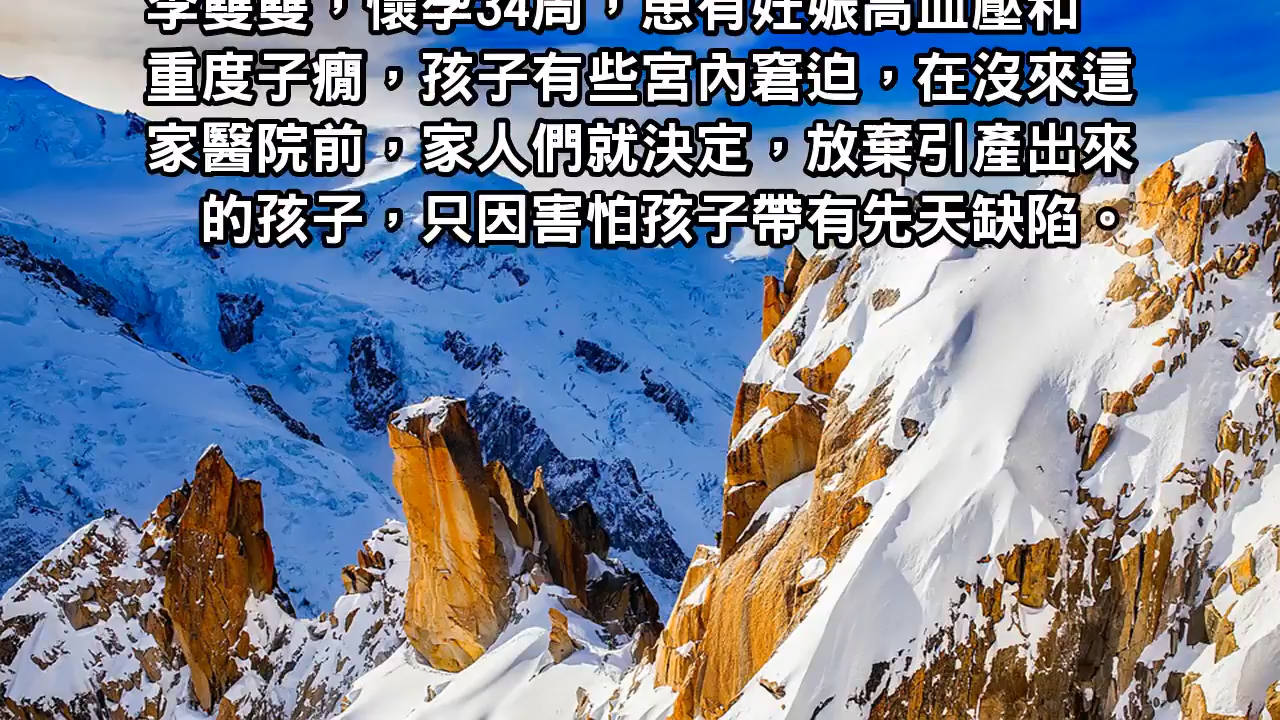 李雙雙，懷孕34周，患有妊娠高血壓和
重度子癇，孩子有些宮內窘迫，在沒來這
家醫院前，家人們就決定，放棄引產出來
的孩子，只因害怕孩子帶有先天缺陷。